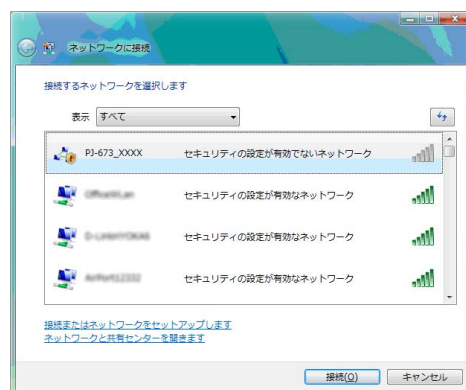 ネットワークに接続
接続するネットワークを選択します
表示 すべて
PJ-673_XXXX セキュリティの設定が有効でないネットワーク
セキュリティの設定が有効なネットワーク
セキュリティの設定が有効なネットワーク
セキュリティの設定が有効なネットワーク
接続またはネットワークをセットアップします
ネットワークと共有センターを開きます
接続(O) キャンセル